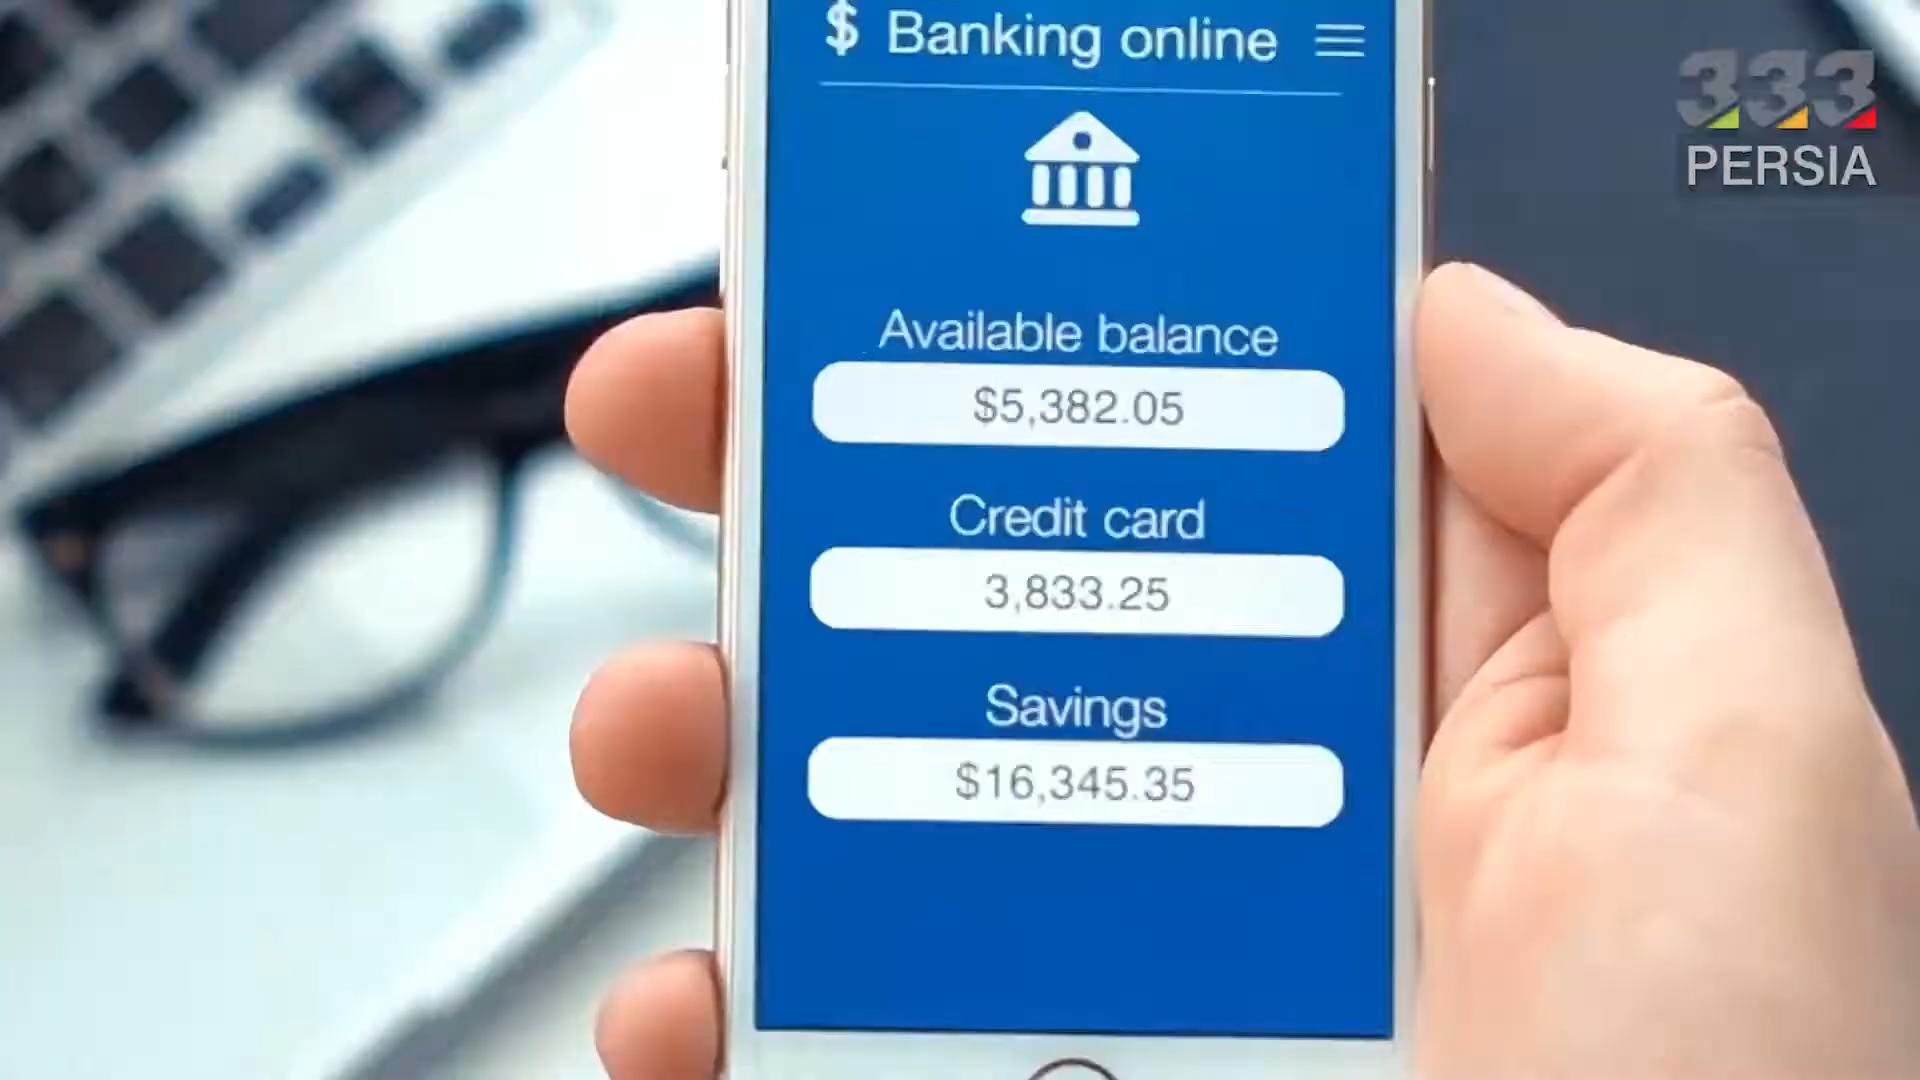 $ Banking online
333
PERSIA
Available balance
$5,382.05
Credit card
3,833.25
Savings
$16,345.35